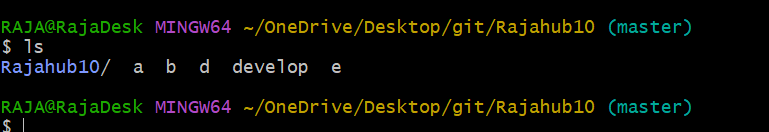 RAJA@RajaDesk MINGW64 ~/OneDrive/Desktop/git/Rajahub10 (master)
$ ls
Rajahub10/  a  b  d  develop  e
RAJA@RajaDesk MINGW64 ~/OneDrive/Desktop/git/Rajahub10 (master)
$